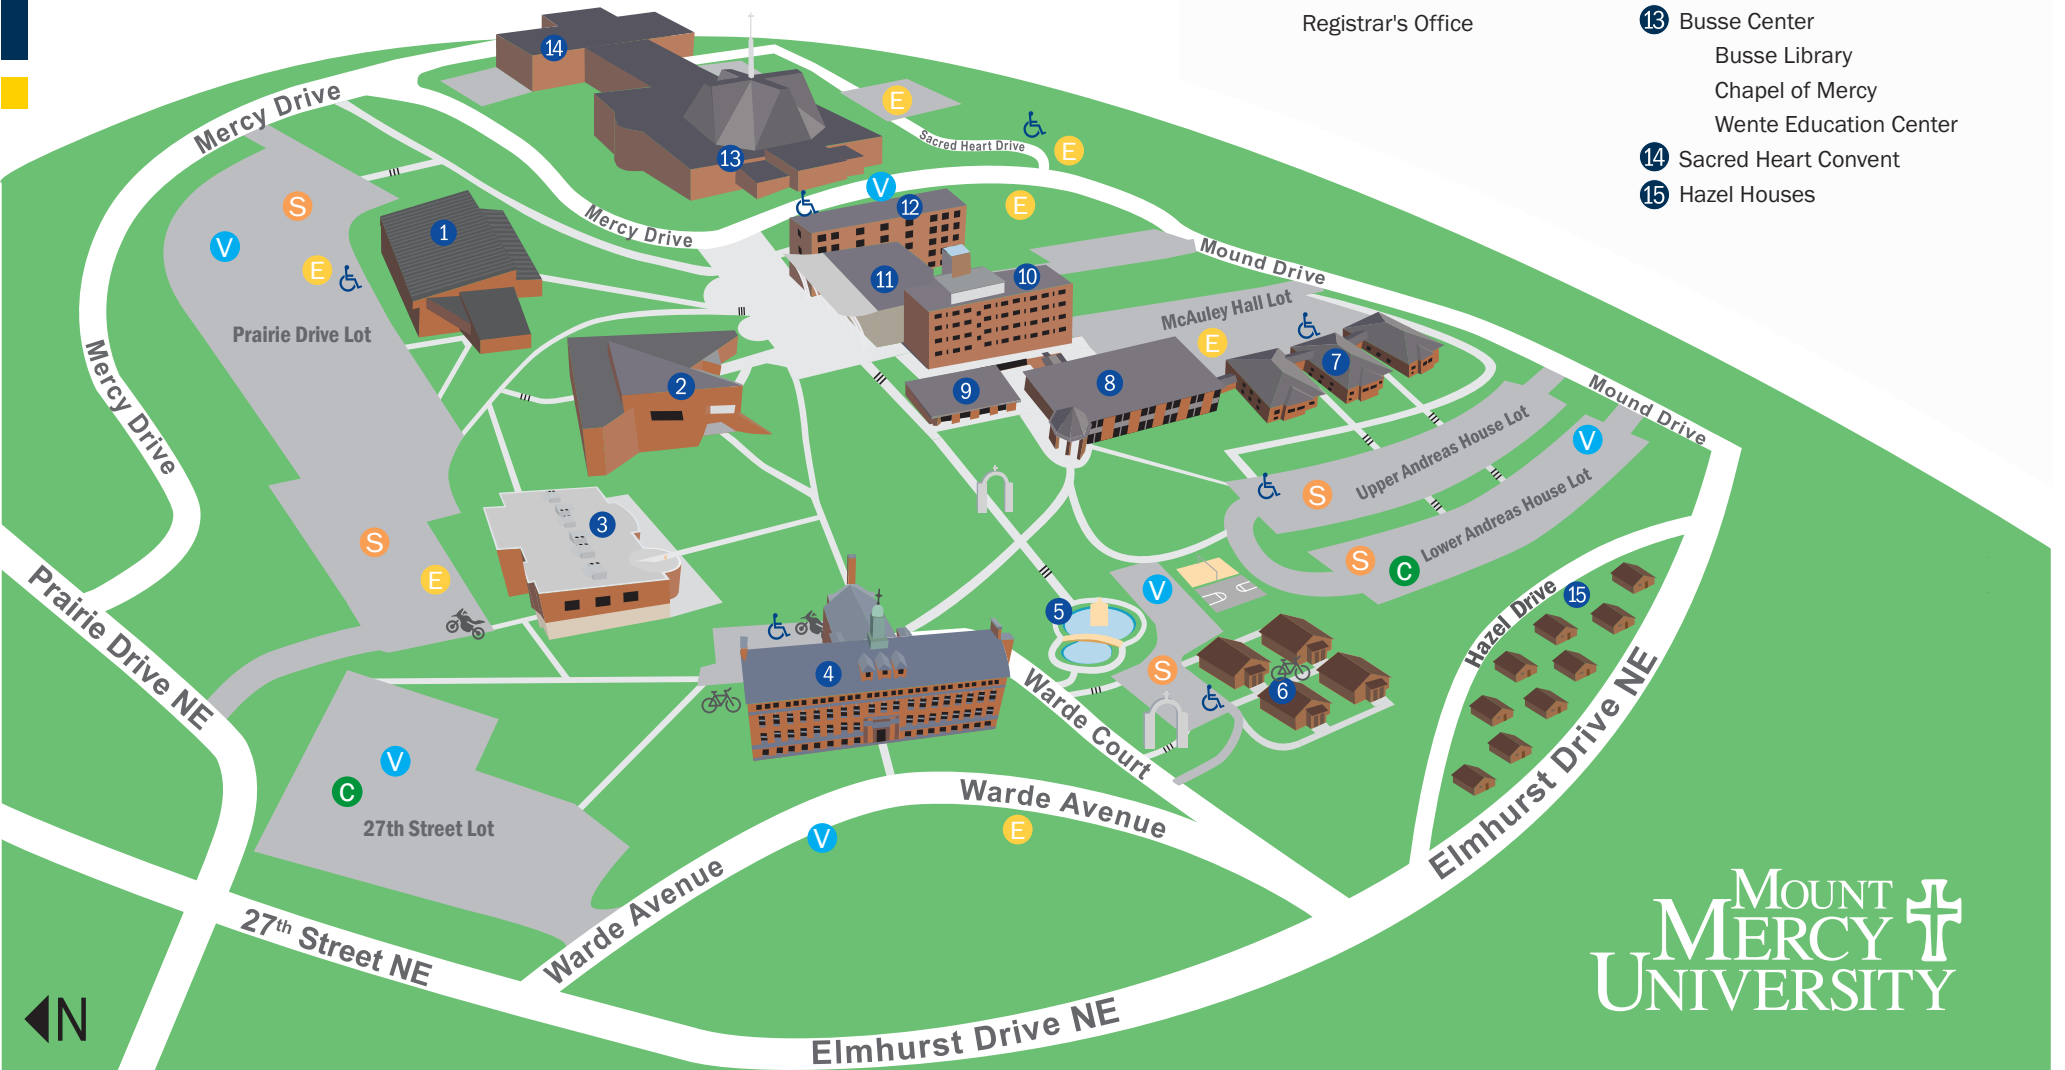 Registrar's Office
13 Busse Center
Busse Library
Chapel of Mercy
Wente Education Center
14 Sacred Heart Convent
15 Hazel Houses
14
Mercy Drive
E
Sacred Heart Drive
E
13
V
S
12
E
Mercy Drive
1
V
E
Mound Drive
11
10
Prairie Drive Lot
McAuley Hall Lot
E
7
Mercy Drive
2
9
8
Mound Drive
Upper Andreas House Lot
V
S
3
Lower Andreas House Lot
S
S
C
E
V
Hazel Drive
15
5
Prairie Drive NE
4
S
6
Warde Court
Elmhurst Drive NE
V
C
27th Street Lot
Warde Avenue
V
E
Warde Avenue
27th Street NE
Elmhurst Drive NE
N
MOUNT
MERCY
UNIVERSITY